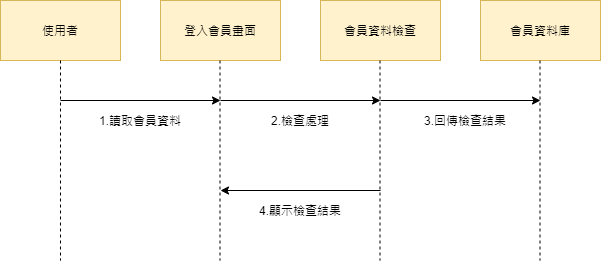 使用者
登入會員畫面
會員資料檢查
會員資料庫
1.讀取會員資料
2.檢查處理
3.回傳檢查結果
4.顯示檢查結果